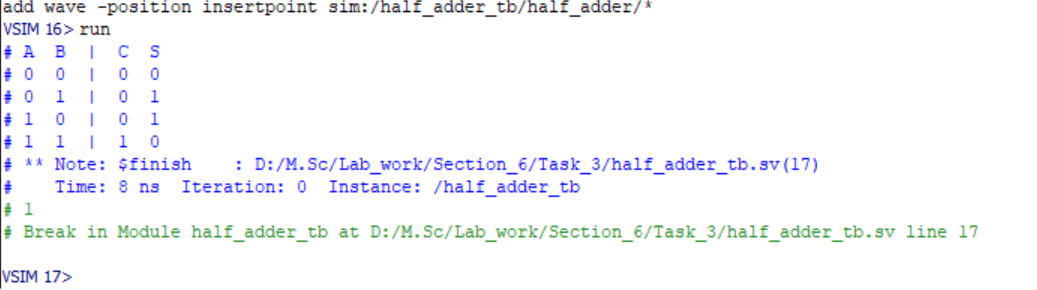 add wave -position insertpoint sim:/half_adder_tb/half_adder/*
VSIM 16> run
# A  B  |  C  S
# 0  0  |  0  0
# 0  1  |  0  1
# 1  0  |  0  1
# 1  1  |  1  0
# ** Note: $finish    : D:/M.Sc/Lab_work/Section_6/Task_3/half_adder_tb.sv(17)
#    Time: 8 ns  Iteration: 0  Instance: /half_adder_tb
# 1
# Break in Module half_adder_tb at D:/M.Sc/Lab_work/Section_6/Task_3/half_adder_tb.sv line 17
VSIM 17>